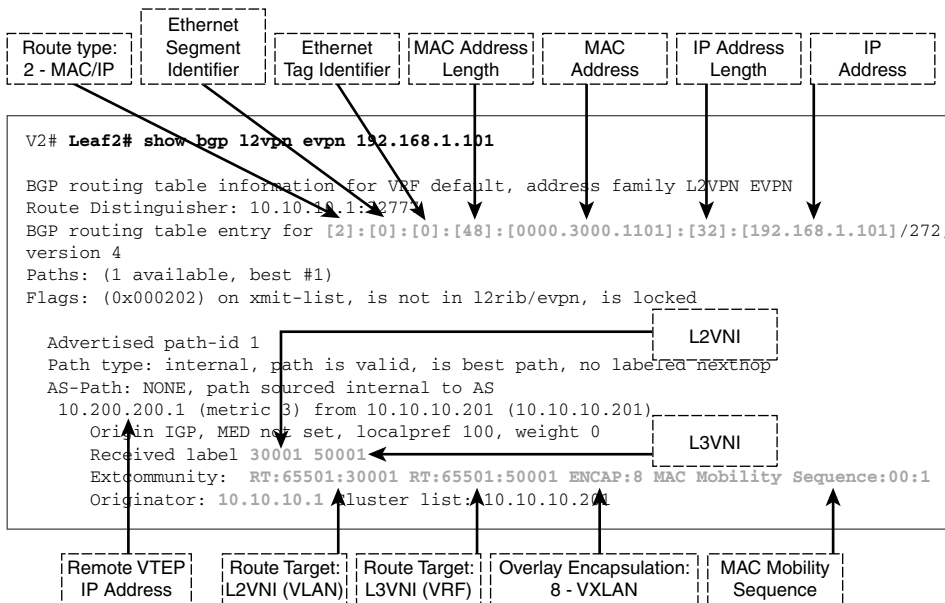 Route type:
2 - MAC/IP
Ethernet
Segment
Identifier
Ethernet
Tag Identifier
MAC Address
Length
MAC
Address
IP Address
Length
IP
Address
V2# Leaf2# show bgp l2vpn evpn 192.168.1.101
BGP routing table information for VRF default, address family L2VPN EVPN
Route Distinguisher: 10.10.10.1:32777
BGP routing table entry for [2]:[0]:[0]:[48]:[0000.3000.1101]:[32]:[192.168.1.101]/272,
version 4
Paths: (1 available, best #1)
Flags: (0x000202) on xmit-list, is not in l2rib/evpn, is locked
Advertised path-id 1
Path type: internal, path is valid, is best path, no labeled nexthop
AS-Path: NONE, path sourced internal to AS
10.200.200.1 (metric 3) from 10.10.10.201 (10.10.10.201)
Origin IGP, MED not set, localpref 100, weight 0
Received label 30001 50001
Extcommunity: RT:65501:30001 RT:65501:50001 ENCAP:8 MAC Mobility Sequence:00:1
Originator: 10.10.10.1 Cluster list: 10.10.10.201
L2VNI
L3VNI
Remote VTEP
IP Address
Route Target:
L2VNI (VLAN)
Route Target:
L3VNI (VRF)
Overlay Encapsulation:
8 - VXLAN
MAC Mobility
Sequence